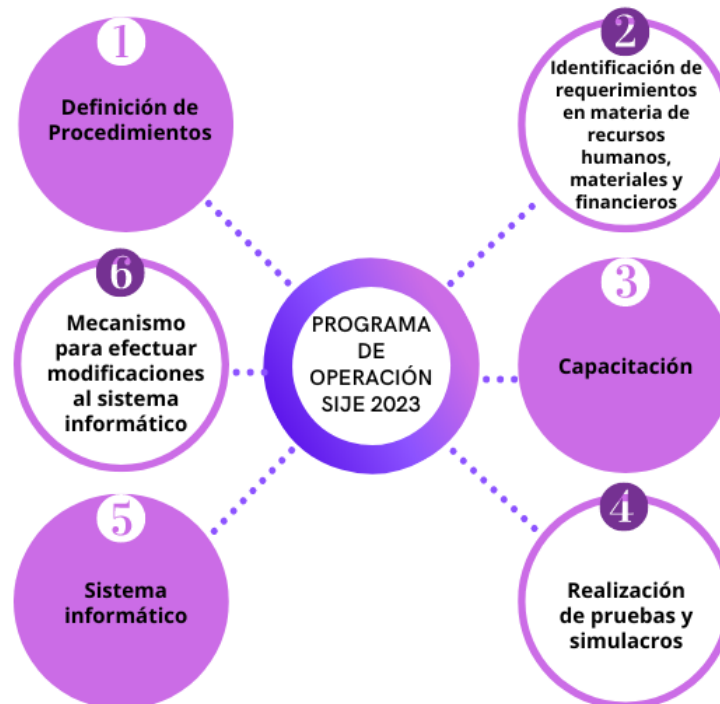 1
Definición de
Procedimientos
2
Identificación de
requerimientos
en materia de
recursos
humanos,
materiales y
financieros
3
Capacitación
4
Realización
de pruebas y
simulacros
5
Sistema
informático
6
Mecanismo
para efectuar
modificaciones
al sistema
informático
PROGRAMA
DE
OPERACIÓN
SIJE 2023